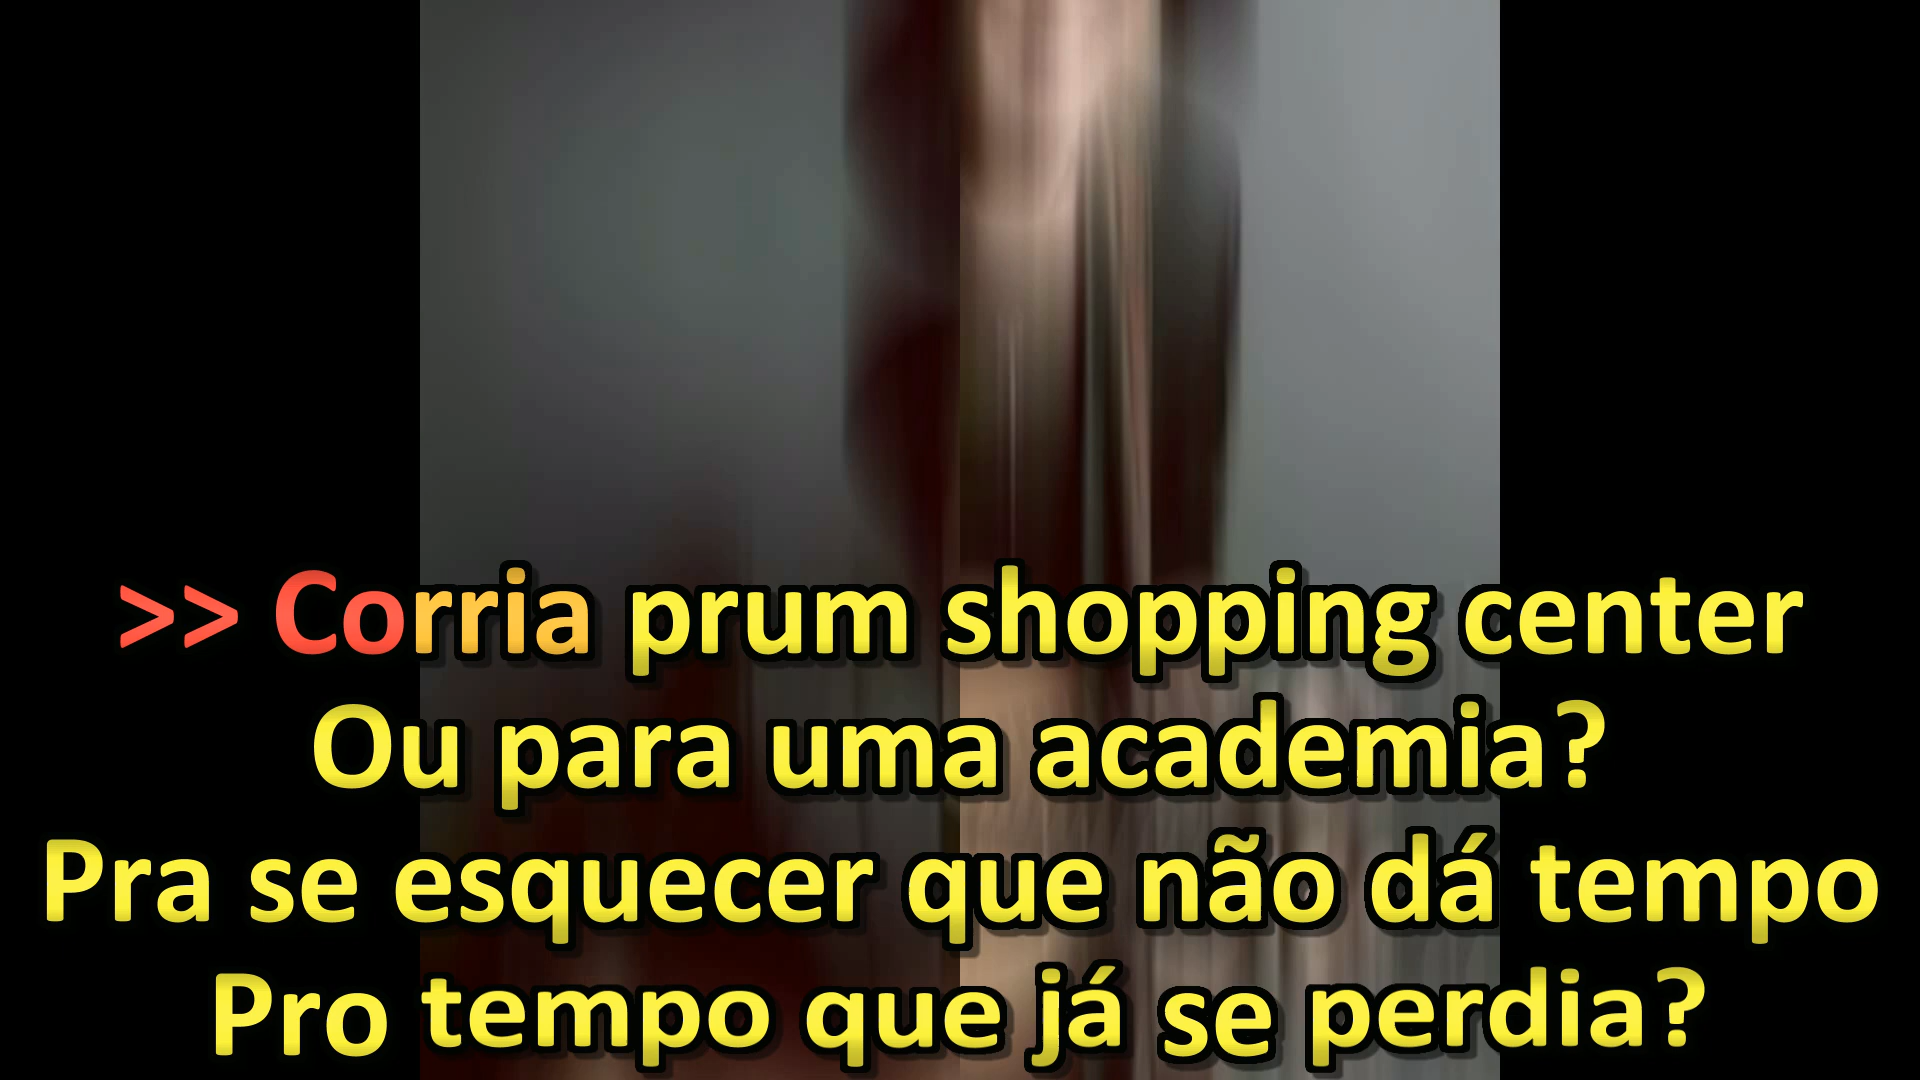 >> Corria prum shopping center
Ou para uma academia?
Pra se esquecer que não dá tempo
Pro tempo que já se perdia?